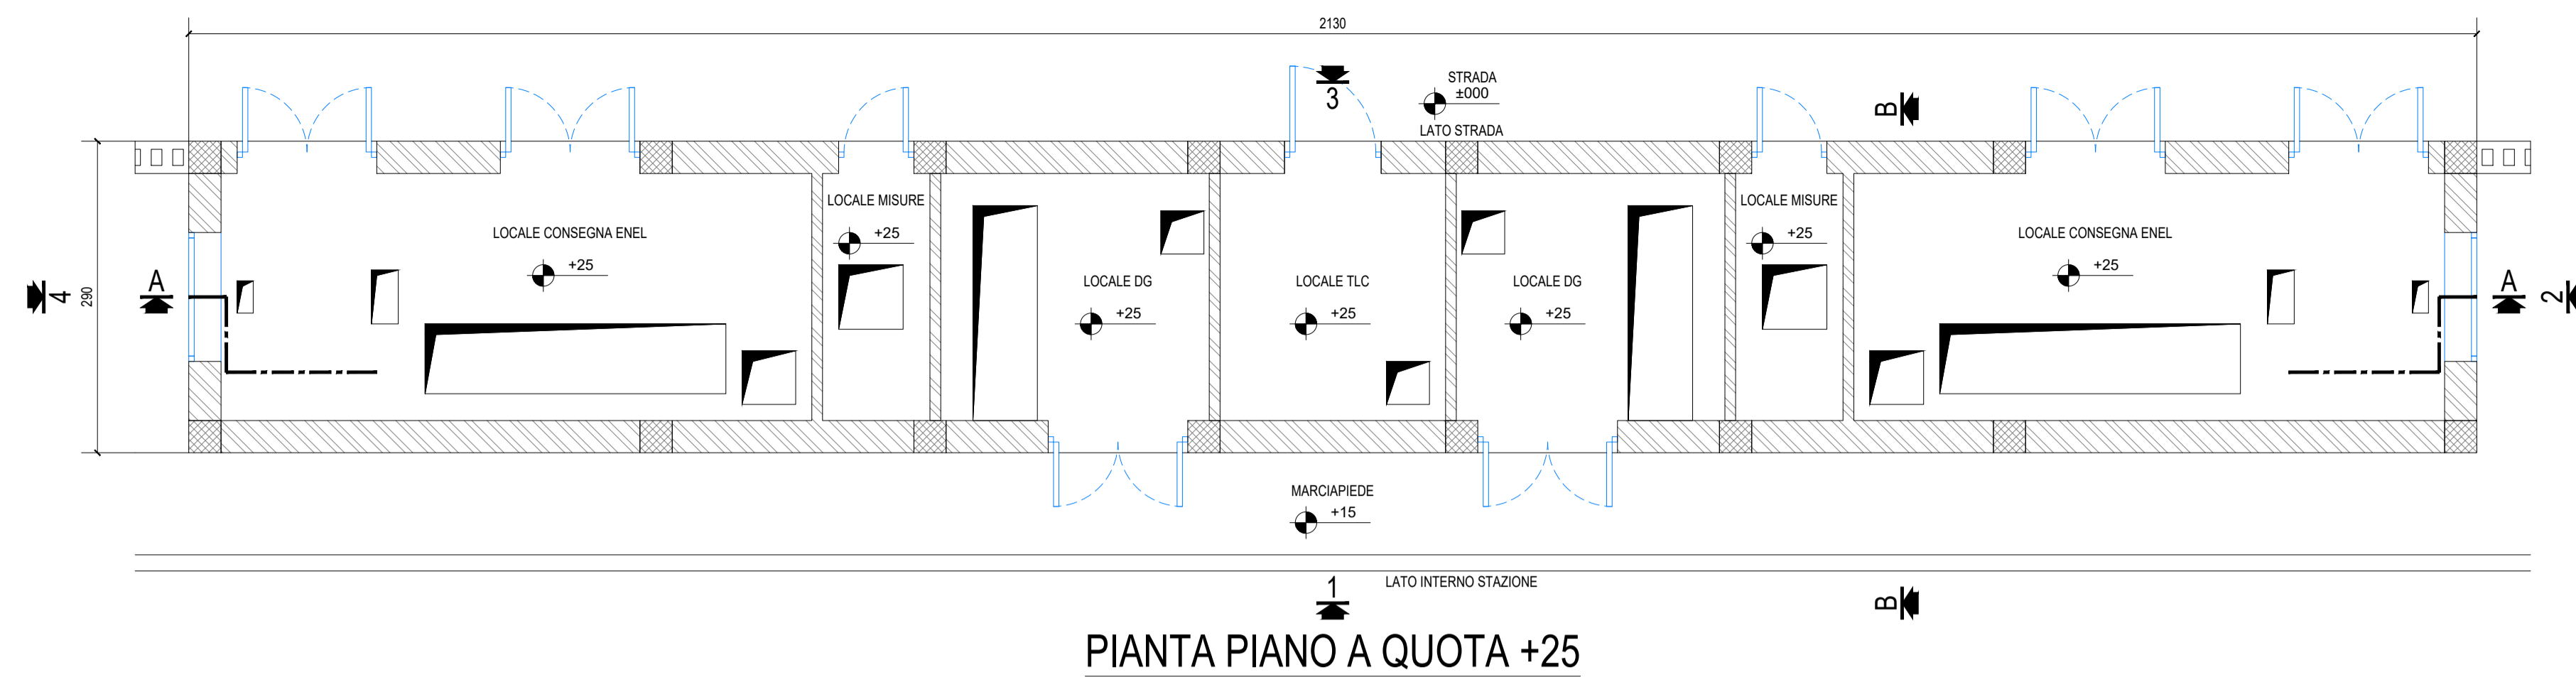 2130
3
STRADA
±000
B
LATO STRADA
LOCALE MISURE
+25
LOCALE MISURE
+25
LOCALE CONSEGNA ENEL
+25
LOCALE CONSEGNA ENEL
+25
4
290
A
LOCALE DG
+25
LOCALE TLC
+25
LOCALE DG
+25
A
2
MARCIAPIEDE
+15
1
LATO INTERNO STAZIONE
B
PIANTA PIANO A QUOTA +25